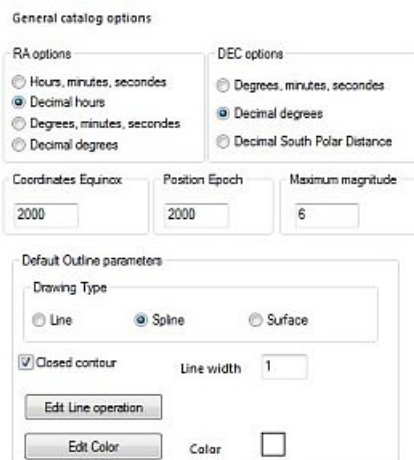 General catalog options
RA options
DEC options
Hours, minutes, secondes
Decimal hours
Degrees, minutes, secondes
Decimal degrees
Degrees, minutes, secondes
Decimal degrees
Decimal South Polar Distance
Coordinates Equinox
Position Epoch
Maximum magnitude
2000
2000
6
Default Outline parameters
Drawing Type
Line
Spline
Surface
Closed contour
Line width
1
Edit Line operation
Edit Color
Color